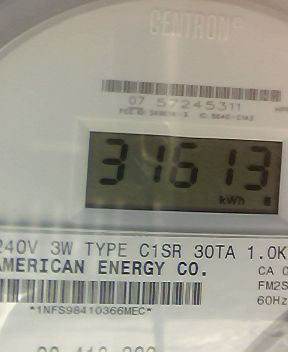 CENTRON®
07 57245311
31613
kWh
240V 3W TYPE C1SR 30TA 1.0K
AMERICAN ENERGY CO.
CA 0
FM2S
60Hz
*1NFS98410366MEC*